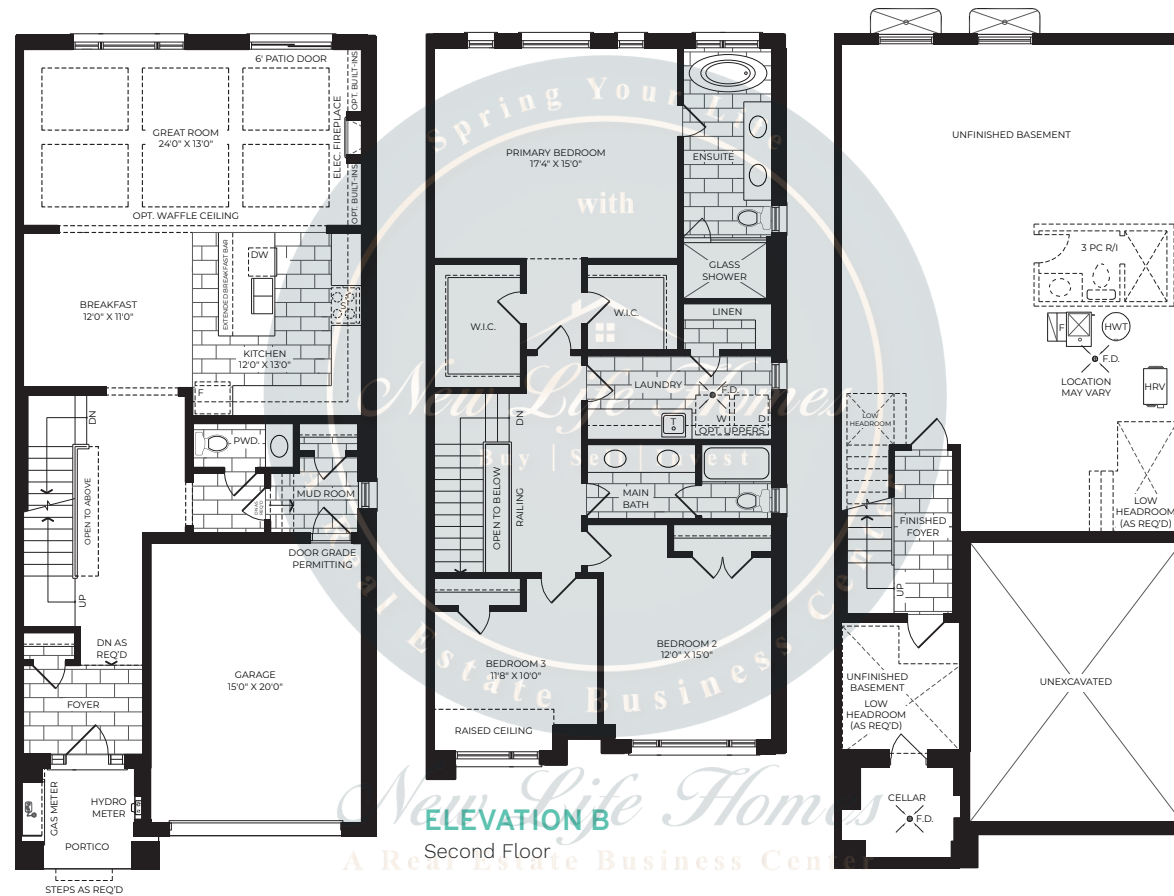 6' PATIO DOOR
OPT. BUILT-INS
GREAT ROOM
24'0" X 13'0"
ELEC. FIREPLACE
OPT. BUILT-INS
OPT. WAFFLE CEILING
BREAKFAST
12'0" X 11'0"
EXTENDED BREAKFAST BAR
DW
KITCHEN
12'0" X 13'0"
F
DN
PWD.
OPEN TO ABOVE
MUD ROOM
DN AS
REQ'D
DOOR GRADE
PERMITTING
UP
DN AS
REQ'D
FOYER
GARAGE
15'0" X 20'0"
GAS METER
HYDRO
METER
PORTICO
STEPS AS REQ'D
PRIMARY BEDROOM
17'4" X 15'0"
ENSUITE
GLASS
SHOWER
W.I.C.
W.I.C.
LINEN
LAUNDRY
F.D.
T
W
D
OPT. UPPERS
DN
OPEN TO BELOW
RAILING
MAIN
BATH
BEDROOM 2
12'0" X 15'0"
BEDROOM 3
11'8" X 10'0"
RAISED CEILING
ELEVATION B
Second Floor
UNFINISHED BASEMENT
3 PC R/I
F
HWT
F.D.
LOCATION
MAY VARY
HRV
LOW
HEADROOM
LOW
HEADROOM
(AS REQ'D)
FINISHED
FOYER
UP
UNFINISHED
BASEMENT
LOW
HEADROOM
(AS REQ'D)
UNEXCAVATED
CELLAR
F.D.
Spring Your Life
with
New Life Homes
Buy | Sell | Invest
A Real Estate Business Center
New Life Homes
A Real Estate Business Center